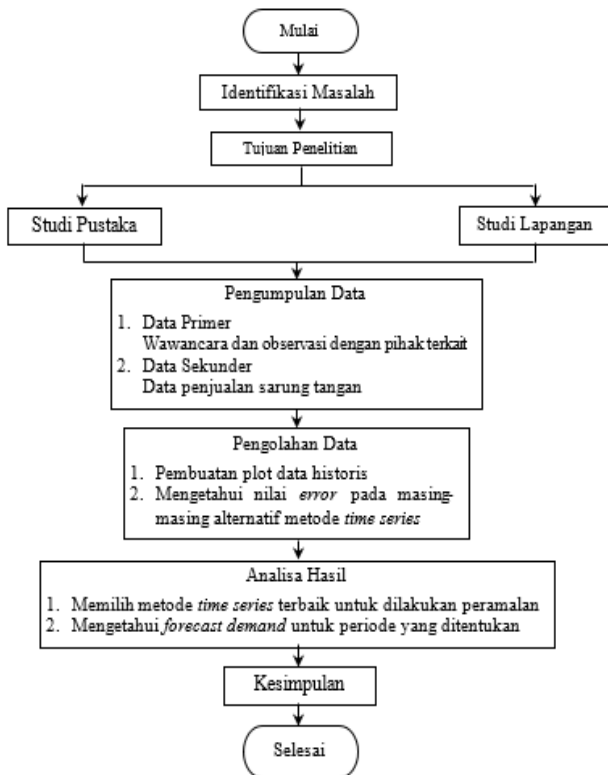 Mulai
Identifikasi Masalah
Tujuan Penelitian
Studi Pustaka
Studi Lapangan
Pengumpulan Data
1. Data Primer
Wawancara dan observasi dengan pihak terkait
2. Data Sekunder
Data penjualan sarung tangan
Pengolahan Data
1. Pembuatan plot data historis
2. Mengetahui nilai error pada masing-
masing alternatif metode time series
Analisa Hasil
1. Memilih metode time series terbaik untuk dilakukan peramalan
2. Mengetahui forecast demand untuk periode yang ditentukan
Kesimpulan
Selesai